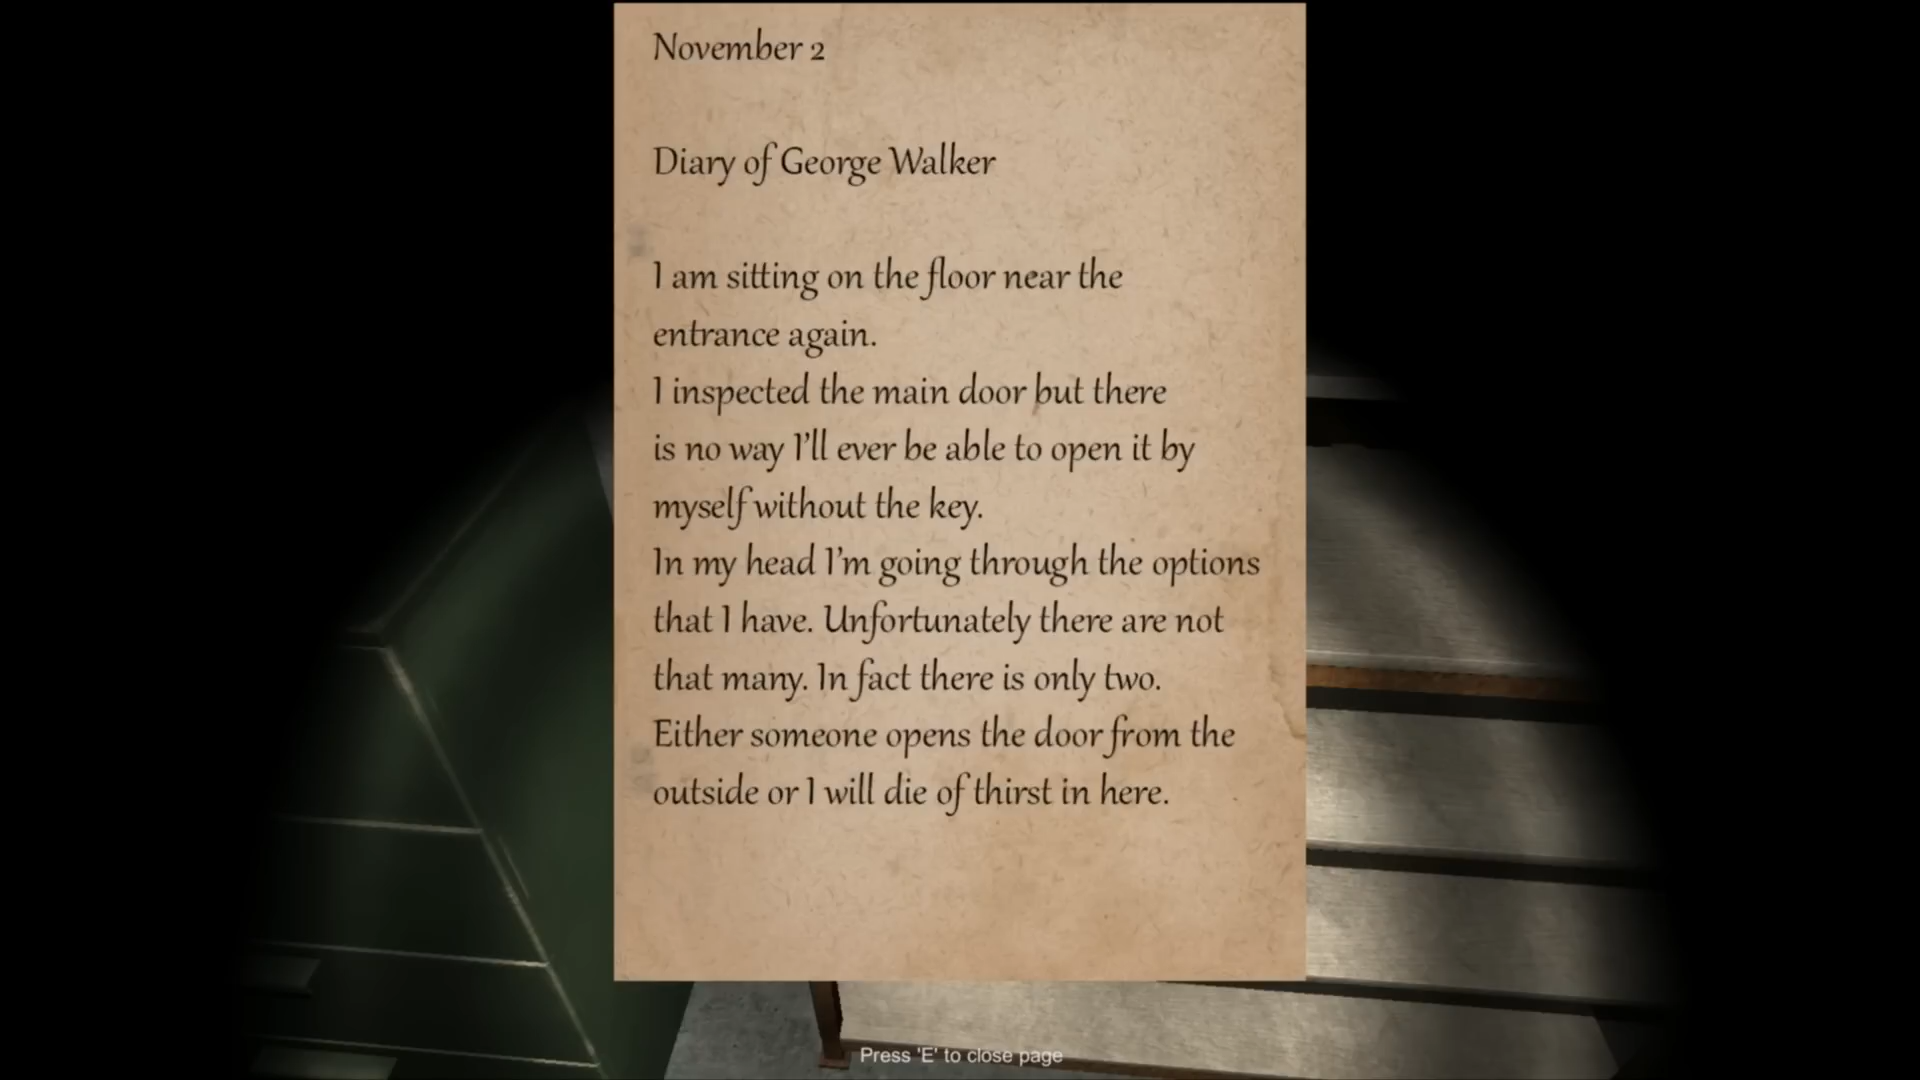 November 2
Diary of George Walker
I am sitting on the floor near the
entrance again.
I inspected the main door but there
is no way I'll ever be able to open it by
myself without the key.
In my head I'm going through the options
that I have. Unfortunately there are not
that many. In fact there is only two.
Either someone opens the door from the
outside or I will die of thirst in here.
Press 'E' to close page